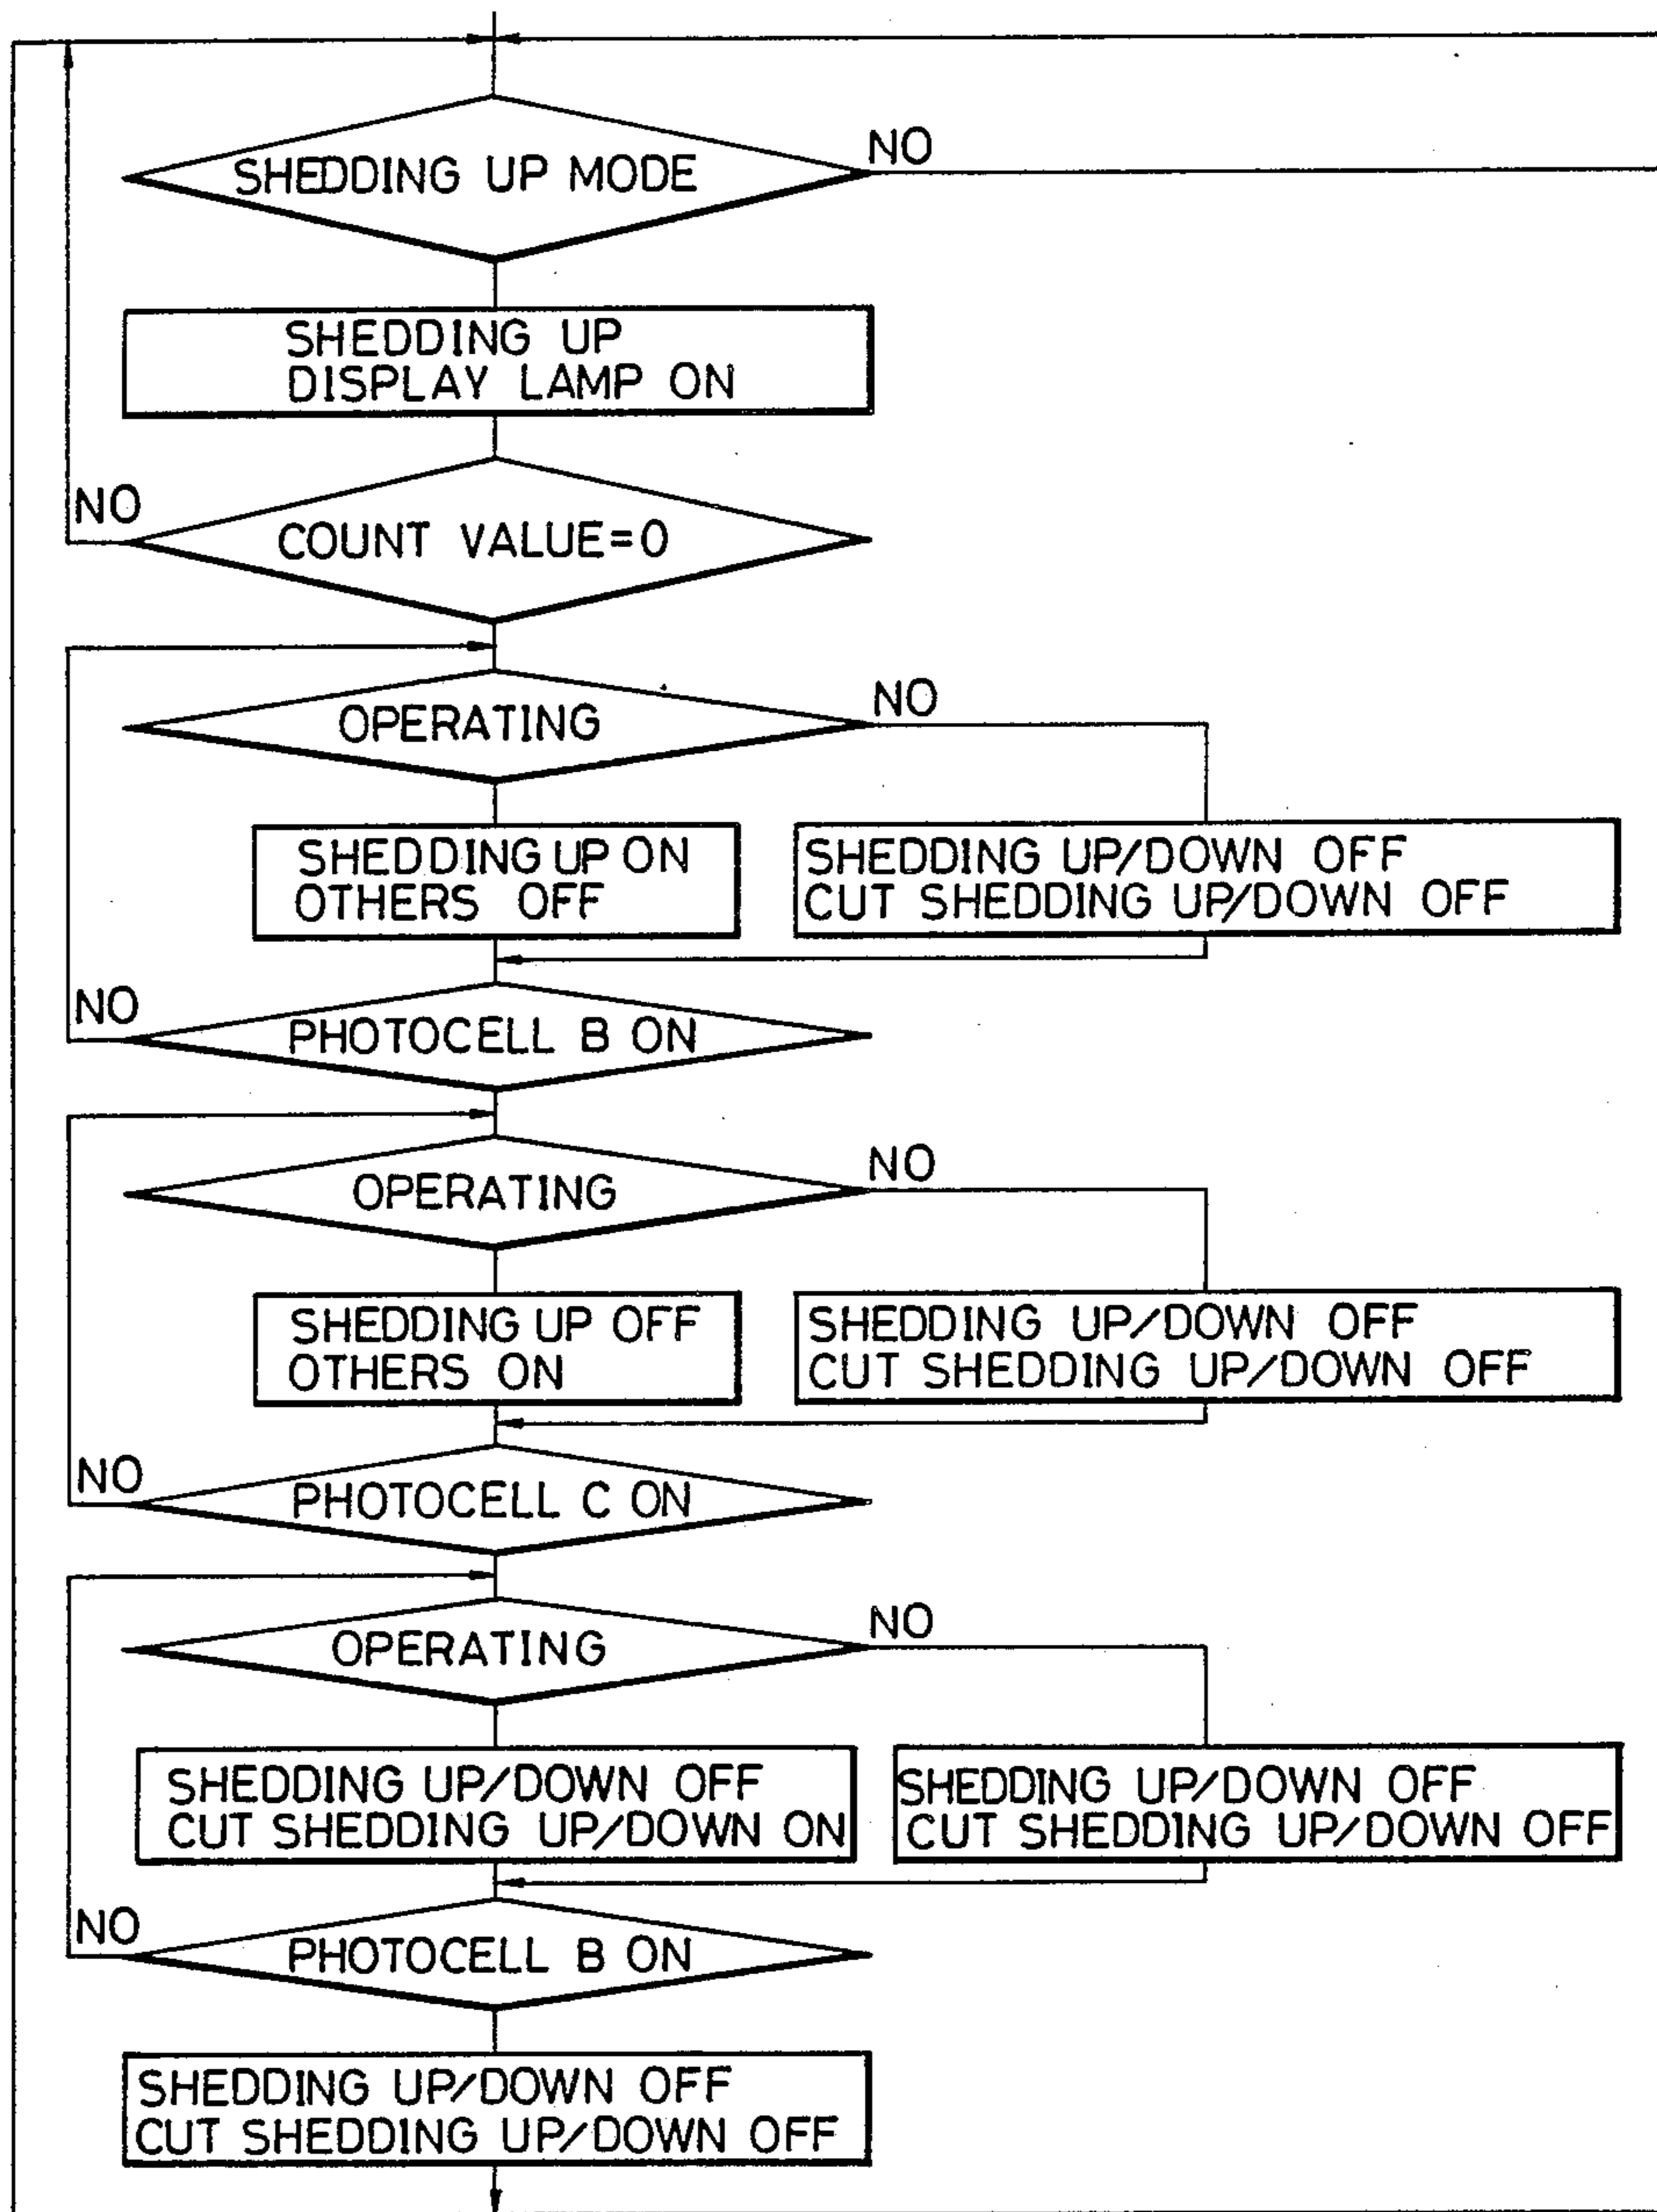 NO
SHEDDING UP MODE
SHEDDING UP
DISPLAY LAMP ON
NO
COUNT VALUE=0
NO
OPERATING
SHEDDING UP ON
OTHERS OFF
SHEDDING UP/DOWN OFF
CUT SHEDDING UP/DOWN OFF
NO
PHOTOCELL B ON
NO
OPERATING
SHEDDING UP OFF
OTHERS ON
SHEDDING UP/DOWN OFF
CUT SHEDDING UP/DOWN OFF
NO
PHOTOCELL C ON
NO
OPERATING
SHEDDING UP/DOWN OFF
CUT SHEDDING UP/DOWN ON
SHEDDING UP/DOWN OFF
CUT SHEDDING UP/DOWN OFF
NO
PHOTOCELL B ON
SHEDDING UP/DOWN OFF
CUT SHEDDING UP/DOWN OFF